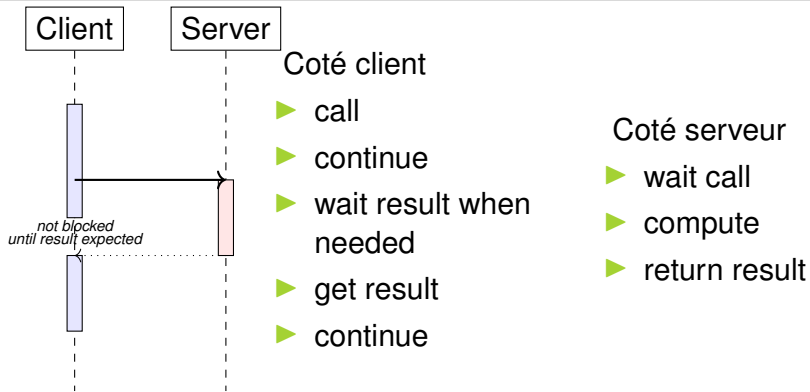 Client
Server
Coté client
call
continue
wait result when
needed
get result
continue
not blocked
until result expected
Coté serveur
wait call
compute
return result